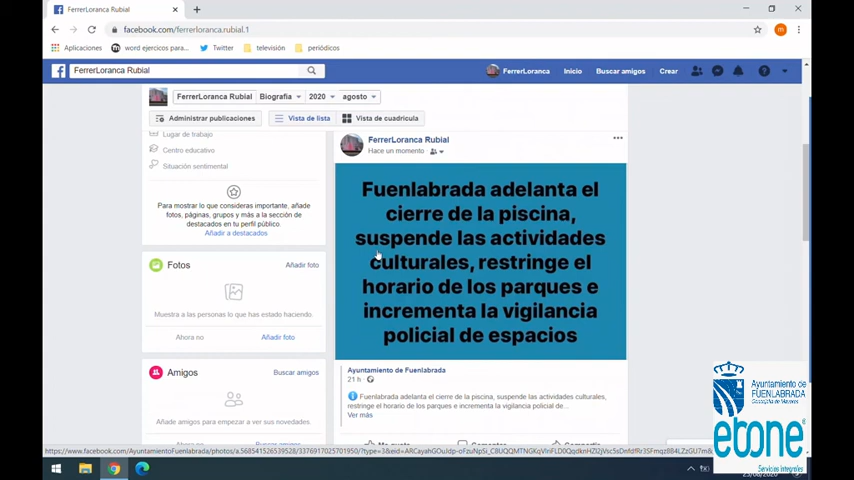 FerrerLoranca Rubial
facebook.com/ferrerloranca.rubial.1
Aplicaciones
word ejercicos para...
Twitter
televisión
periódicos
m
FerrerLoranca Rubial
FerrerLoranca
Inicio
Buscar amigos
Crear
FerrerLoranca Rubial
Biografía
2020
agosto
Administrar publicaciones
Vista de lista
Vista de cuadrícula
Lugar de trabajo
Centro educativo
Situación sentimental
Para mostrar lo que consideras importante, añade
fotos, páginas, grupos y más a la sección de
destacados en tu perfil público.
Añadir a destacados
Fotos
Añadir foto
Muestra a las personas lo que has estado haciendo.
Ahora no
Añadir foto
Amigos
Buscar amigos
Añade amigos para empezar a ver sus novedades.
FerrerLoranca Rubial
Hace un momento
Fuenlabrada adelanta el
cierre de la piscina,
suspende las actividades
culturales, restringe el
horario de los parques e
incrementa la vigilancia
policial de espacios
Ayuntamiento de Fuenlabrada
21 h
Fuenlabrada adelanta el cierre de la piscina, suspende las actividades culturales,
restringe el horario de los parques e incrementa la vigilancia policial de...
Ver más
Me gusta
Comentar
Compartir
Ayuntamiento de
FUENLABRADA
Concejalía de Mayores
ebone
Servicios Integrales